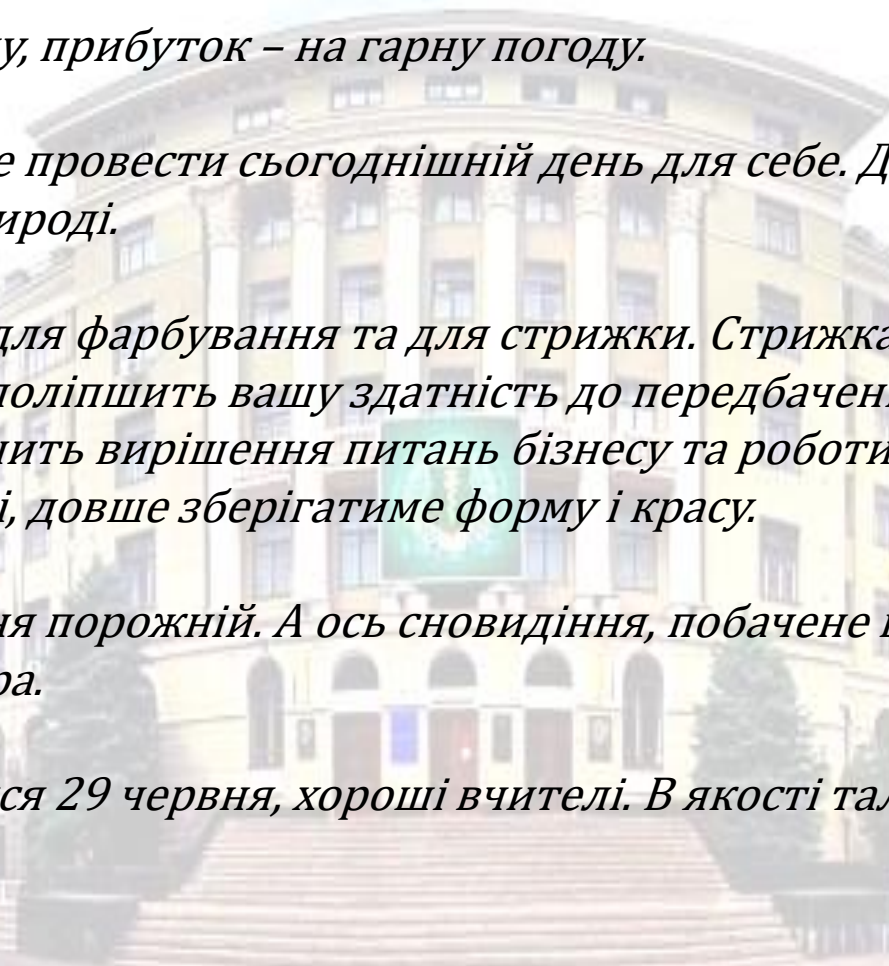 у, прибуток – на гарну погоду.
е провести сьогоднішній день для себе. Д
ироді.
для фарбування та для стрижки. Стрижка
поліпшить вашу здатність до передбачен
шить вирішення питань бізнесу та роботи
і, довше зберігатиме форму і красу.
ня порожній. А ось сновидіння, побачене
ра.
ся 29 червня, хороші вчителі. В якості тал